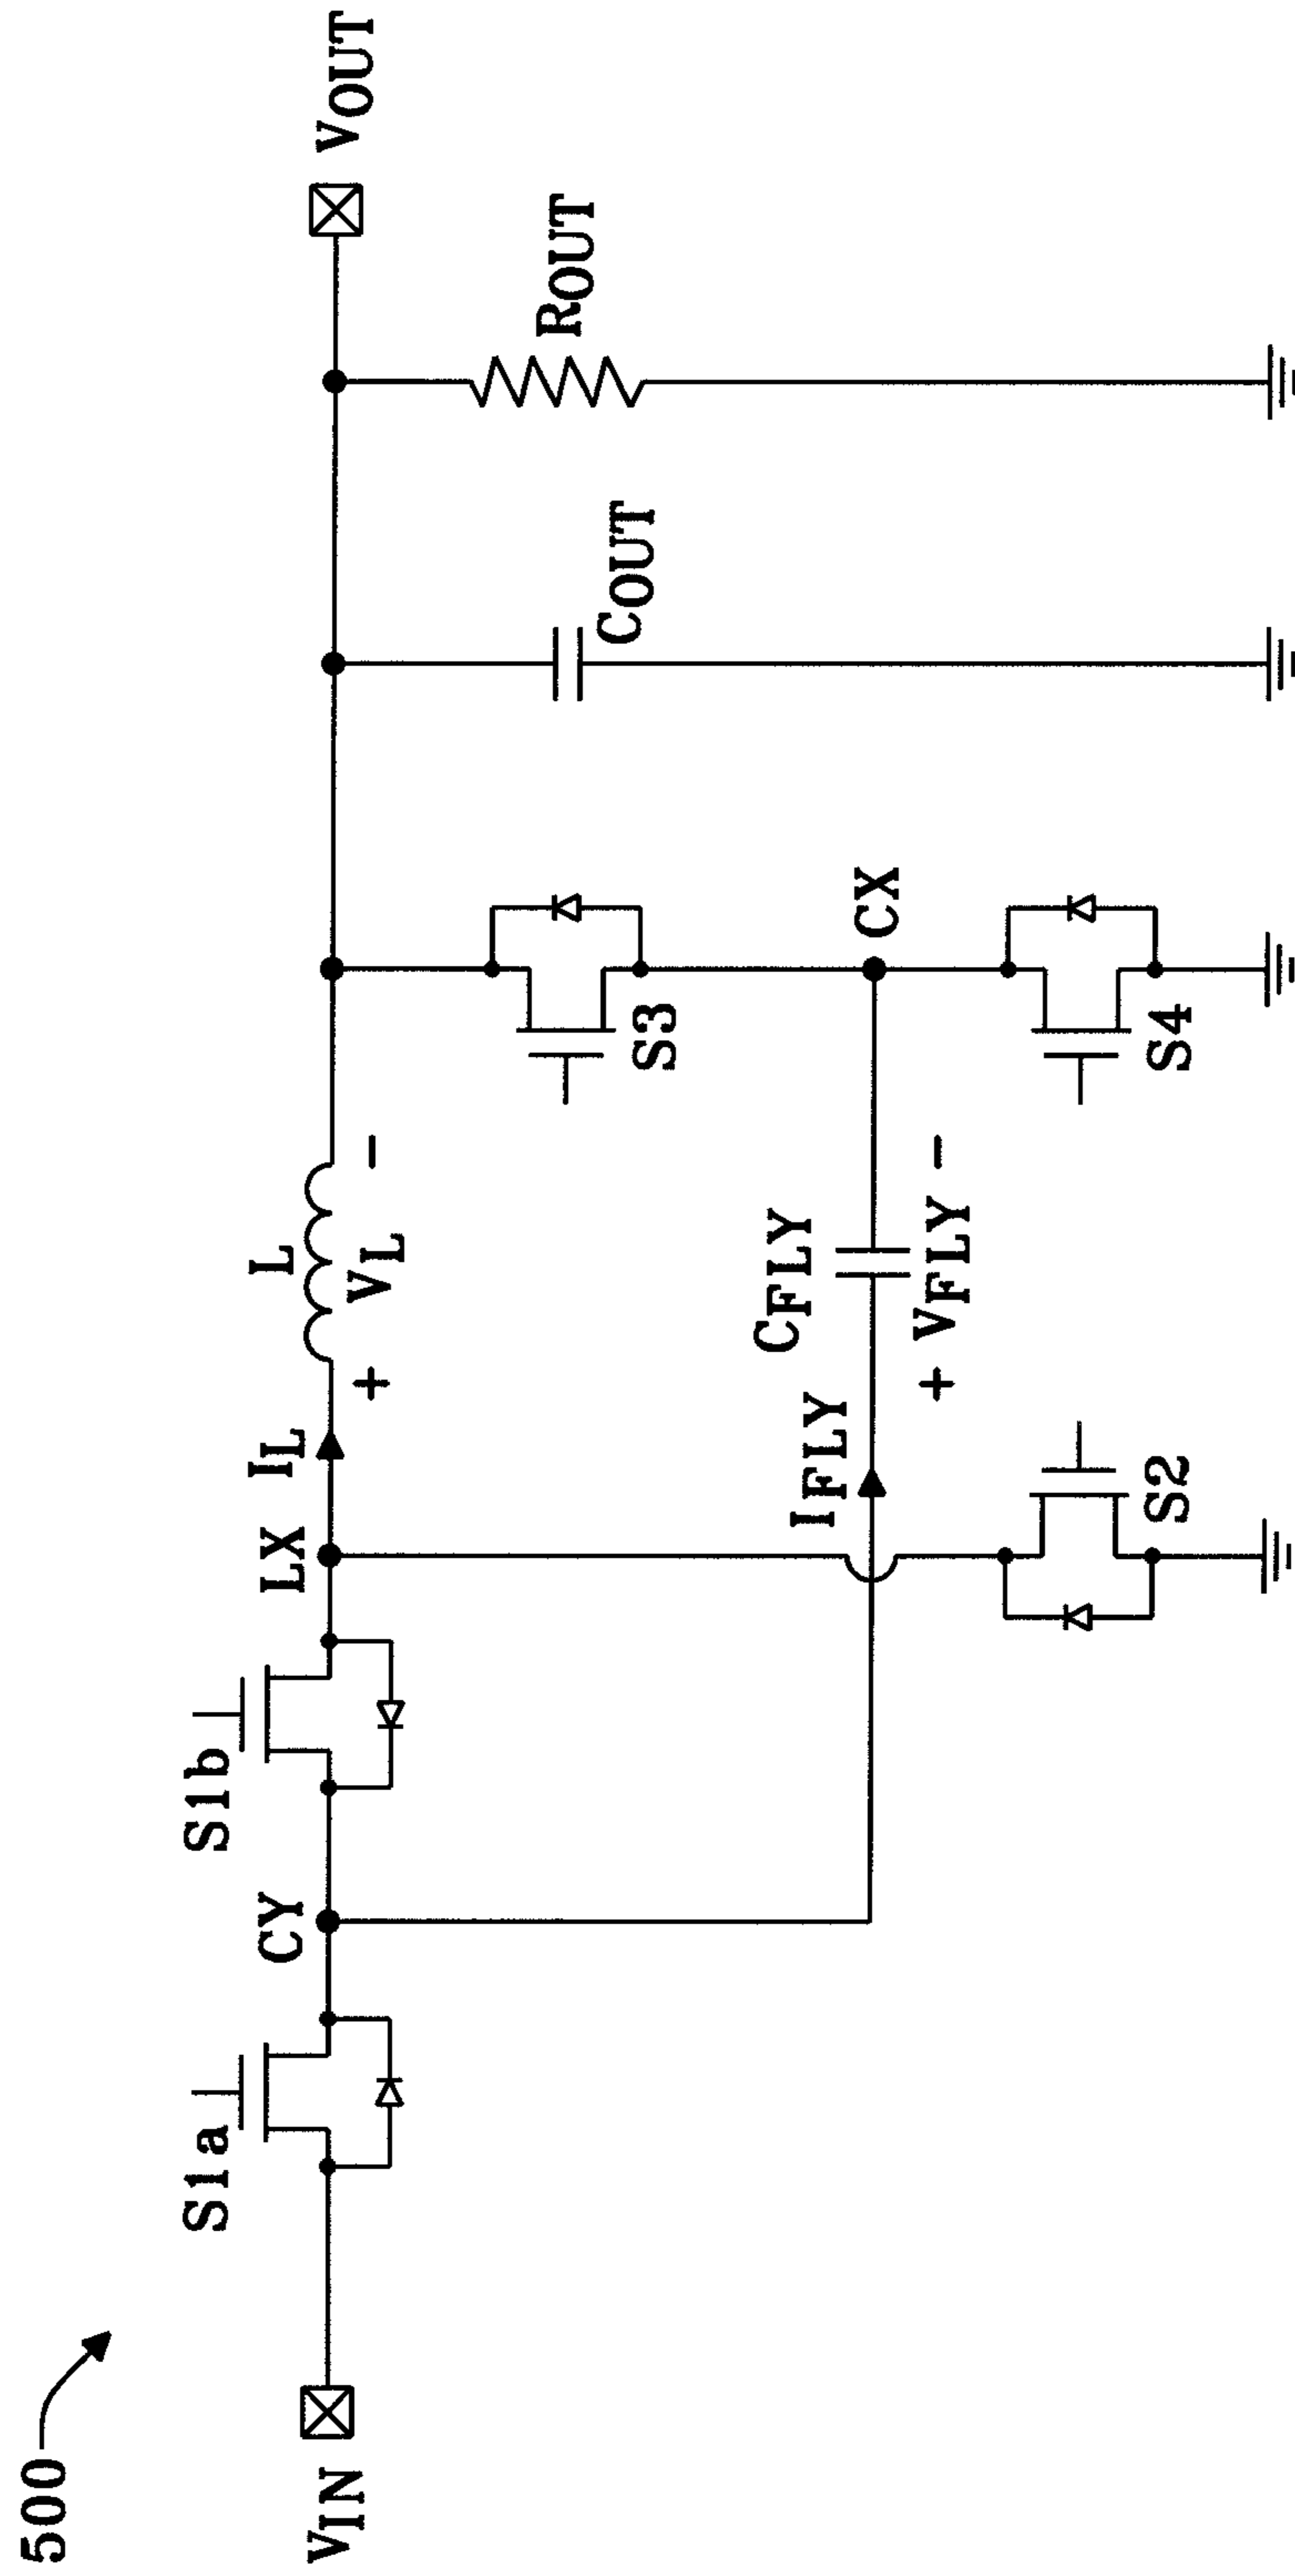 500
S1a
S1b
VIN
CY
LX
IL
L
+ VL -
VOUT
IFLY
CFLY
+ VFLY -
CX
S3
COUT
ROUT
S2
S4